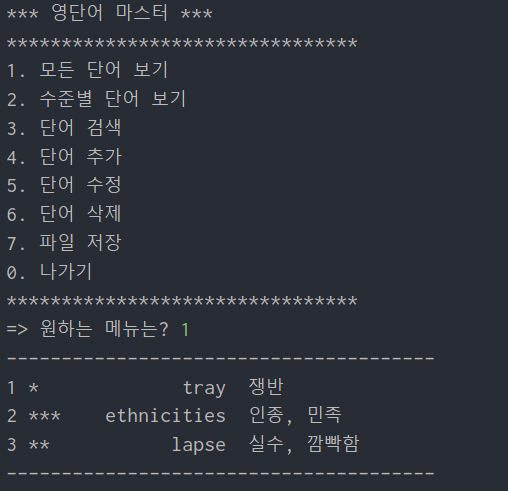 *** 영단어 마스터 ***
********************************
1. 모든 단어 보기
2. 수준별 단어 보기
3. 단어 검색
4. 단어 추가
5. 단어 수정
6. 단어 삭제
7. 파일 저장
0. 나가기
********************************
=> 원하는 메뉴는? 1
---------------------------------------
1 *             tray  쟁반
2 ***    ethnicities  인종, 민족
3 **           lapse  실수, 깜빡함
---------------------------------------